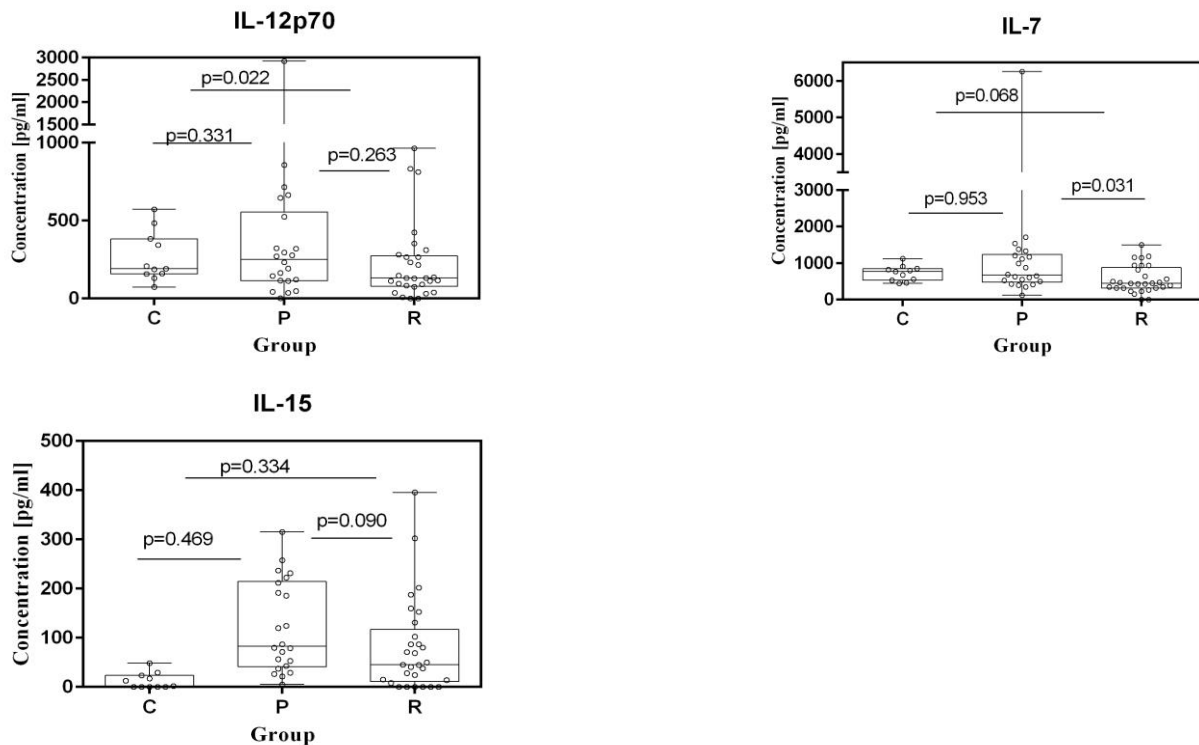 IL-12p70
Concentration [pg/ml]
3000
2500
2000
1500
1000
500
0
p=0.022
p=0.331
p=0.263
C P R
Group
IL-7
Concentration [pg/ml]
6000
4000
3000
2000
1000
0
p=0.068
p=0.953
p=0.031
C P R
Group
IL-15
Concentration [pg/ml]
500
400
300
200
100
0
p=0.334
p=0.469
p=0.090
C P R
Group